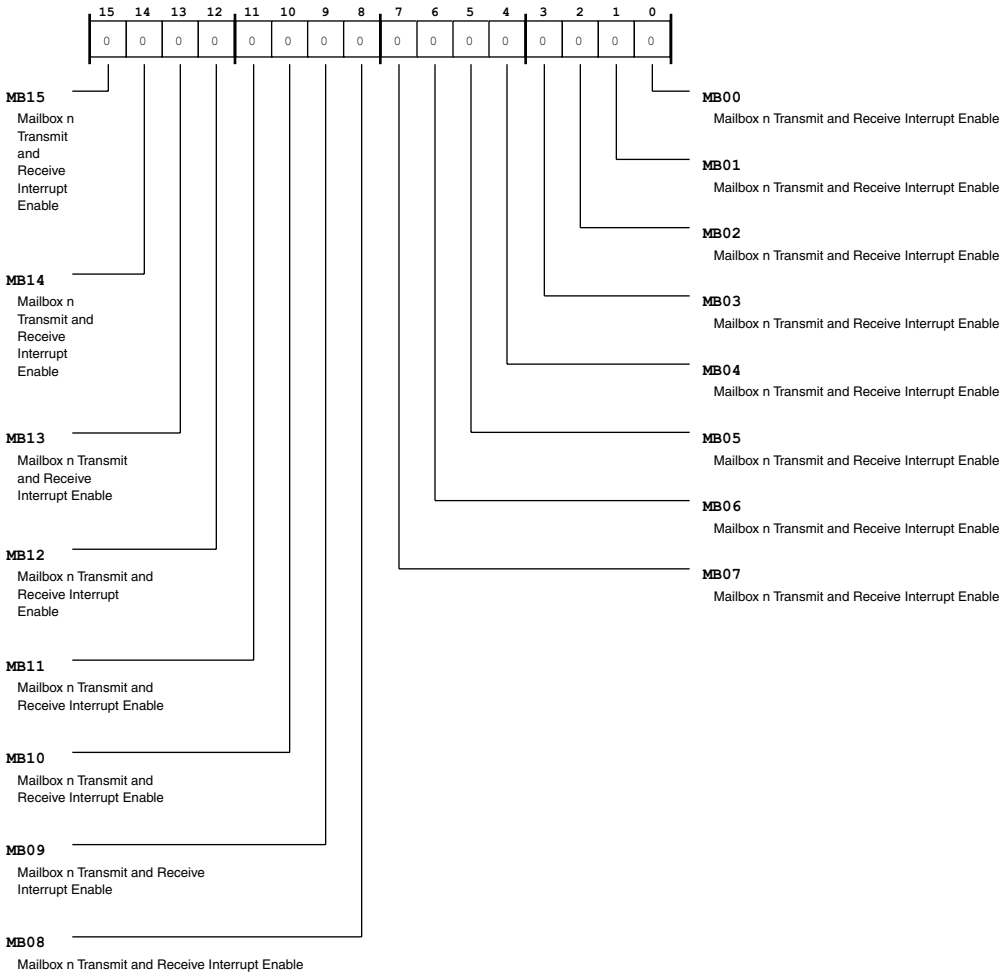 15 14 13 12 11 10 9 8 7 6 5 4 3 2 1 0
0 0 0 0 0 0 0 0 0 0 0 0 0 0 0 0
MB15
Mailbox n
Transmit
and
Receive
Interrupt
Enable
MB14
Mailbox n
Transmit and
Receive
Interrupt
Enable
MB13
Mailbox n Transmit
and Receive
Interrupt Enable
MB12
Mailbox n Transmit and
Receive Interrupt
Enable
MB11
Mailbox n Transmit and
Receive Interrupt Enable
MB10
Mailbox n Transmit and
Receive Interrupt Enable
MB09
Mailbox n Transmit and Receive
Interrupt Enable
MB08
Mailbox n Transmit and Receive Interrupt Enable
MB00
Mailbox n Transmit and Receive Interrupt Enable
MB01
Mailbox n Transmit and Receive Interrupt Enable
MB02
Mailbox n Transmit and Receive Interrupt Enable
MB03
Mailbox n Transmit and Receive Interrupt Enable
MB04
Mailbox n Transmit and Receive Interrupt Enable
MB05
Mailbox n Transmit and Receive Interrupt Enable
MB06
Mailbox n Transmit and Receive Interrupt Enable
MB07
Mailbox n Transmit and Receive Interrupt Enable